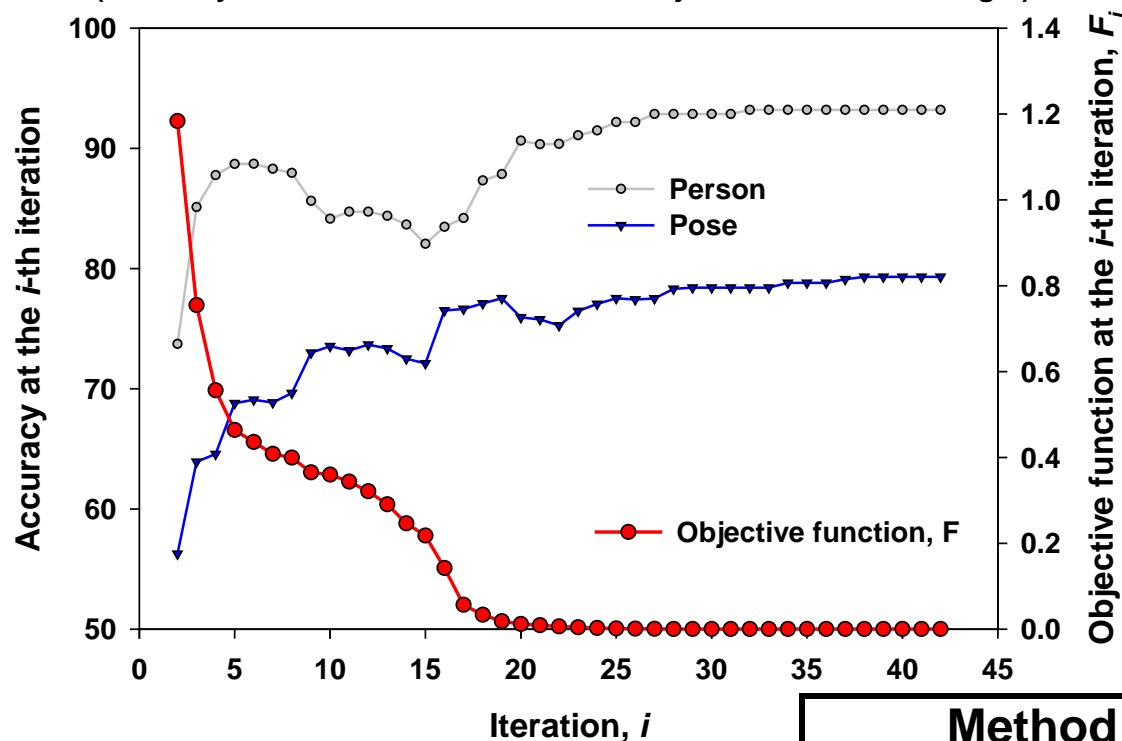 100
90
80
70
60
50
Accuracy at the i-th iteration
1.4
1.2
1.0
0.8
0.6
0.4
0.2
0.0
Objective function at the i-th iteration, Fi
Person
Pose
Objective function, F
0 5 10 15 20 25 30 35 40 45
Iteration, i
Method